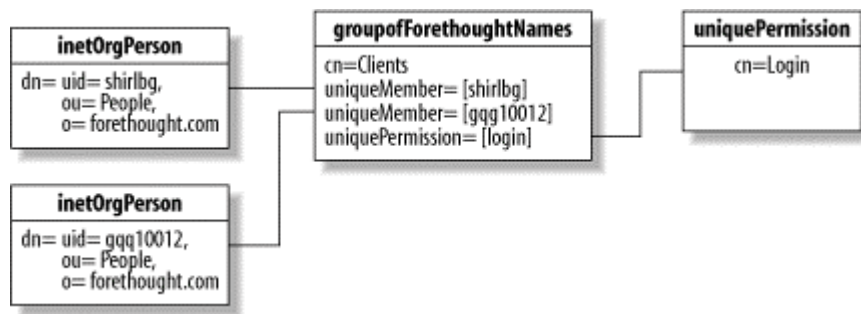 inetOrgPerson
dn= uid= shirlbg,
ou= People,
o= forethought.com
groupofForethoughtNames
cn=Clients
uniqueMember= [shirlbg]
uniqueMember= [gqg10012]
uniquePermission= [login]
uniquePermission
cn=Login
inetOrgPerson
dn= uid= gqq10012,
ou= People,
o= forethought.com